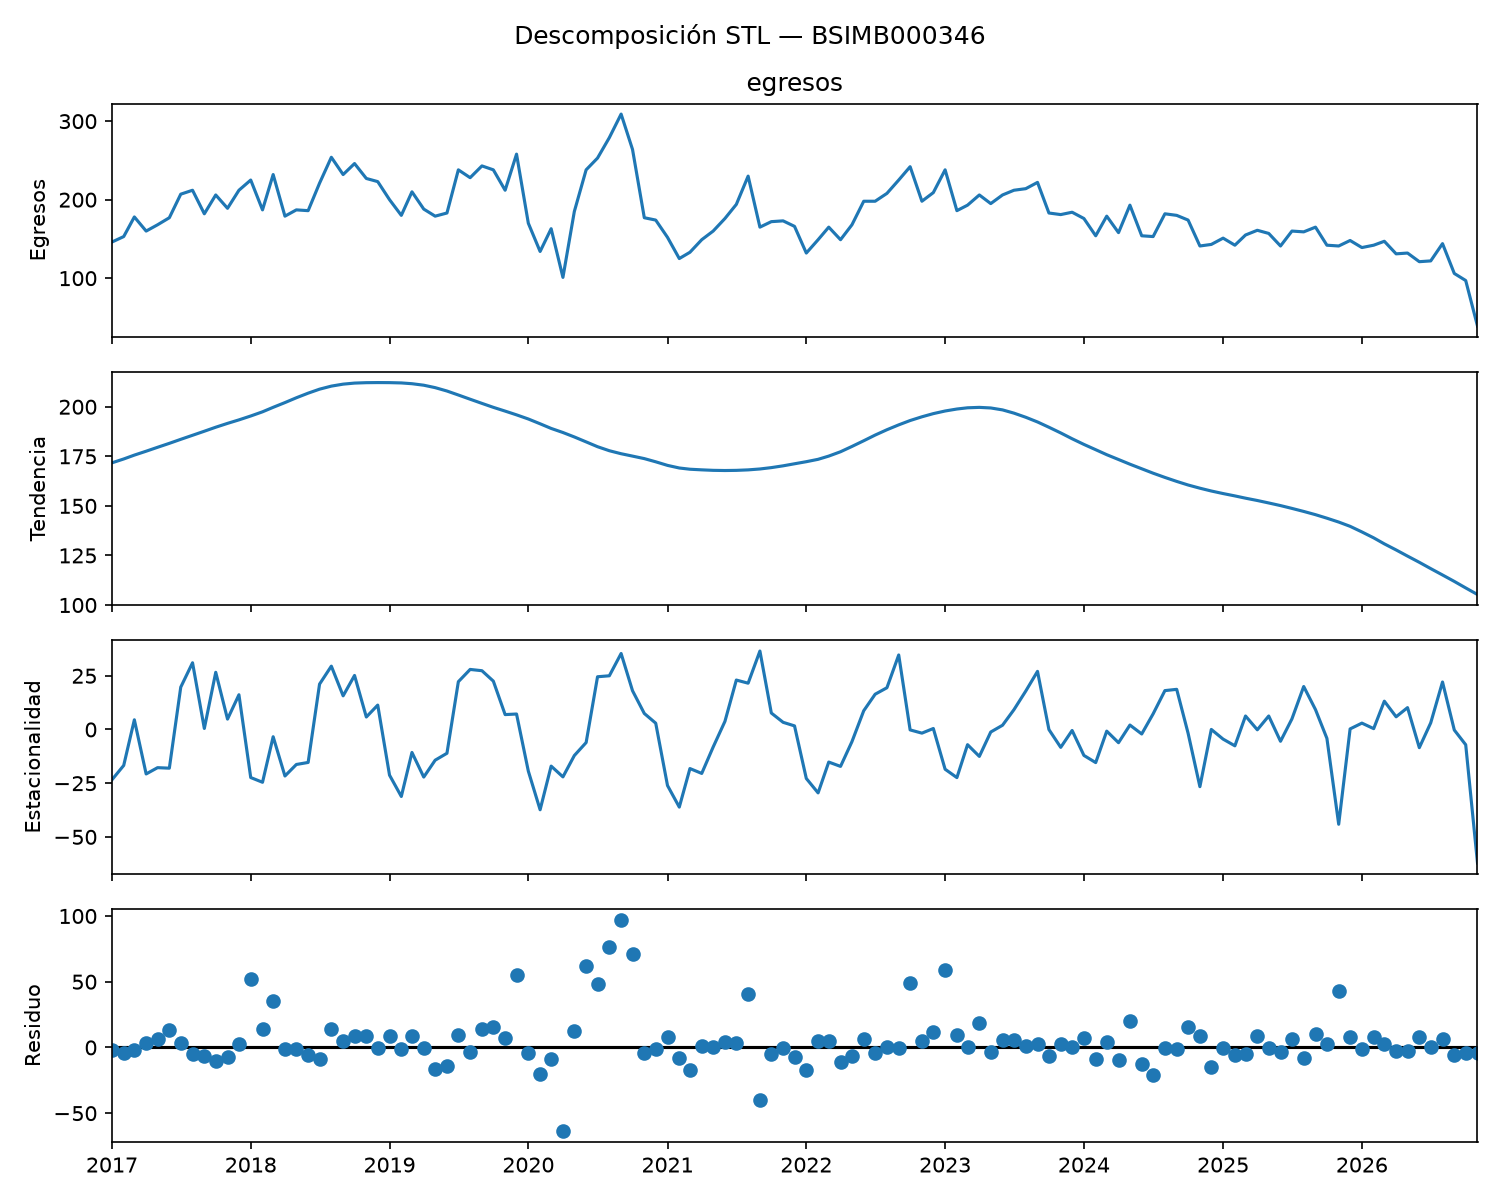 Descomposición STL — BSIMB000346
egresos
Egresos
300
200
100
Tendencia
200
175
150
125
100
Estacionalidad
25
0
−25
−50
Residuo
100
50
0
−50
2017 2018 2019 2020 2021 2022 2023 2024 2025 2026